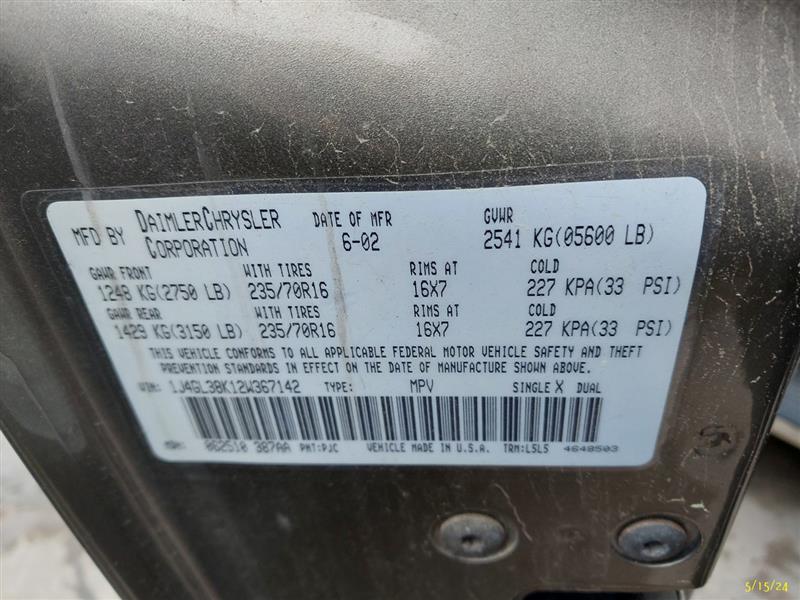 MFD BY DAIMLERCHRYSLER CORPORATION DATE OF MFR 6-02 GVWR 2541 KG(05600 LB)
GAWR FRONT WITH TIRES RIMS AT COLD
1248 KG(2750 LB) 235/70R16 16X7 227 KPA(33 PSI)
GAWR REAR WITH TIRES RIMS AT COLD
1429 KG(3150 LB) 235/70R16 16X7 227 KPA(33 PSI)
THIS VEHICLE CONFORMS TO ALL APPLICABLE FEDERAL MOTOR VEHICLE SAFETY AND THEFT
PREVENTION STANDARDS IN EFFECT ON THE DATE OF MANUFACTURE SHOWN ABOVE.
VIN: 1J4GL38K12W367142 TYPE: MPV SINGLE X DUAL
MDH: 062510 387AA PNT:PJC VEHICLE MADE IN U.S.A. TRM:L5L5 4648503
5/15/24